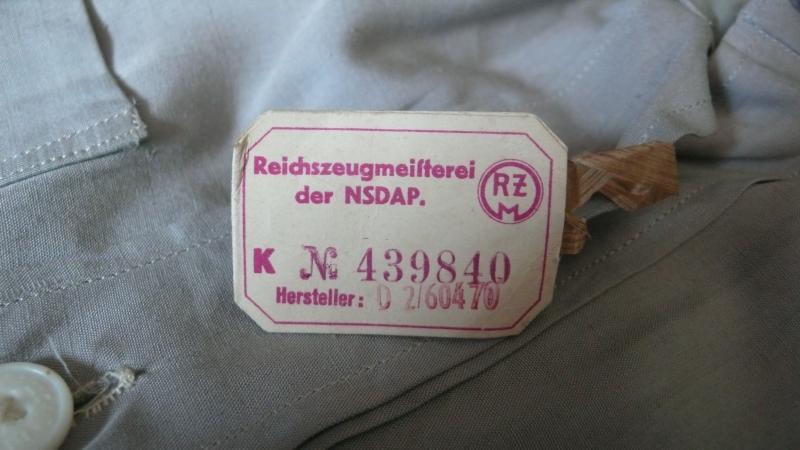 Reichszeugmeiſterei
der NSDAP.
RZM
K № 439840
Hersteller: D 2/60470